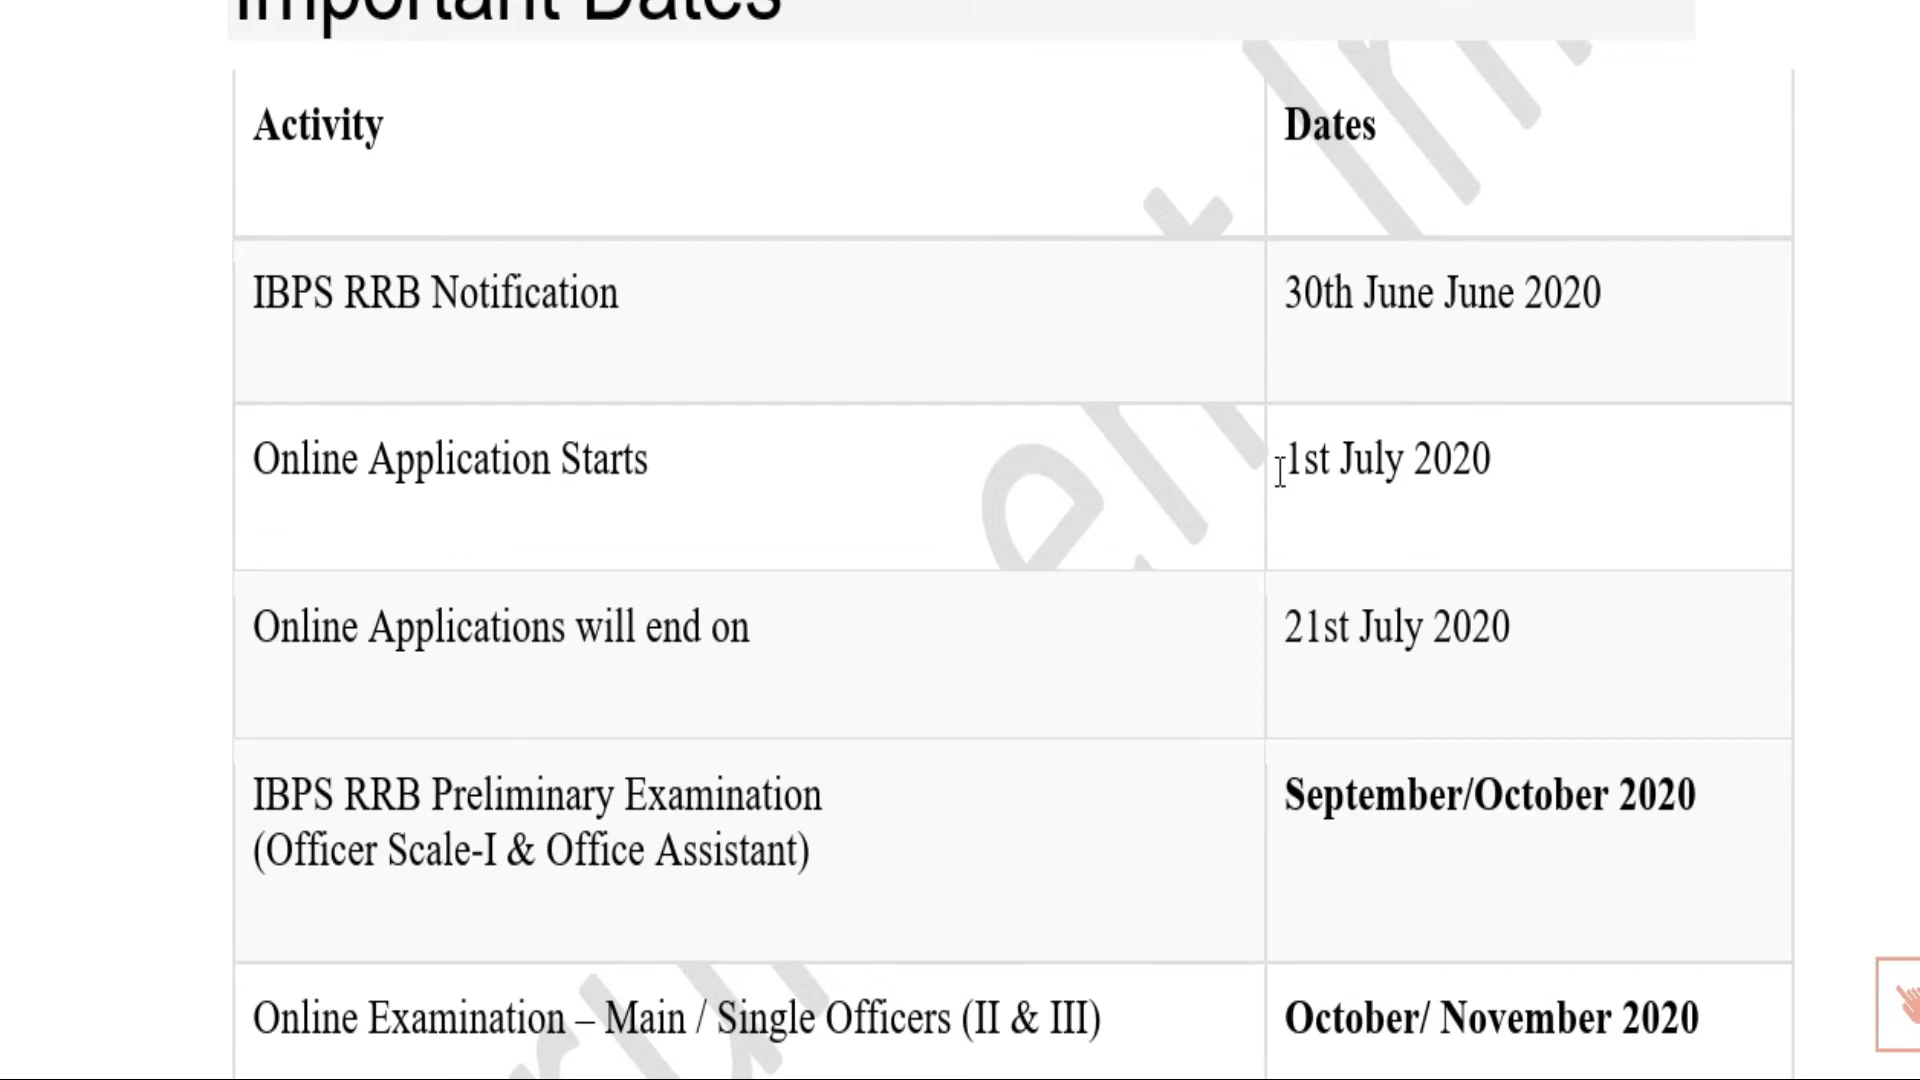 Important Dates
Activity
Dates
IBPS RRB Notification
30th June June 2020
Online Application Starts
1st July 2020
Online Applications will end on
21st July 2020
IBPS RRB Preliminary Examination
(Officer Scale-I & Office Assistant)
September/October 2020
Online Examination – Main / Single Officers (II & III)
October/ November 2020